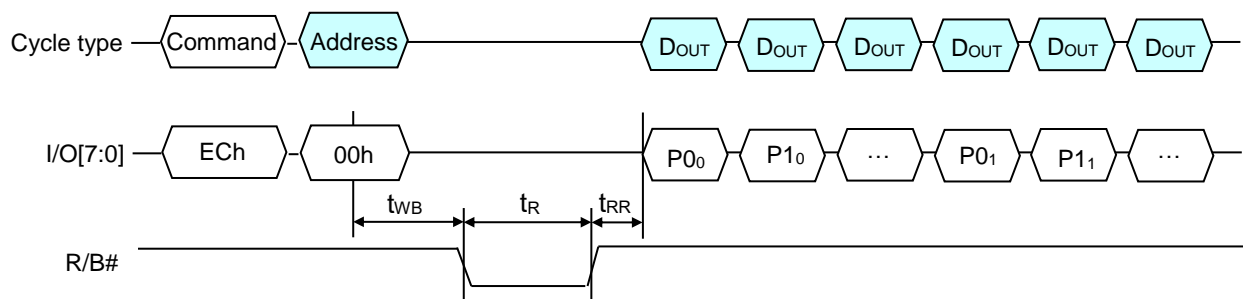 Cycle type Command Address DOUT DOUT DOUT DOUT DOUT DOUT
I/O[7:0] ECh 00h P00 P10 ... P01 P11 ...
tWB tR tRR
R/B#